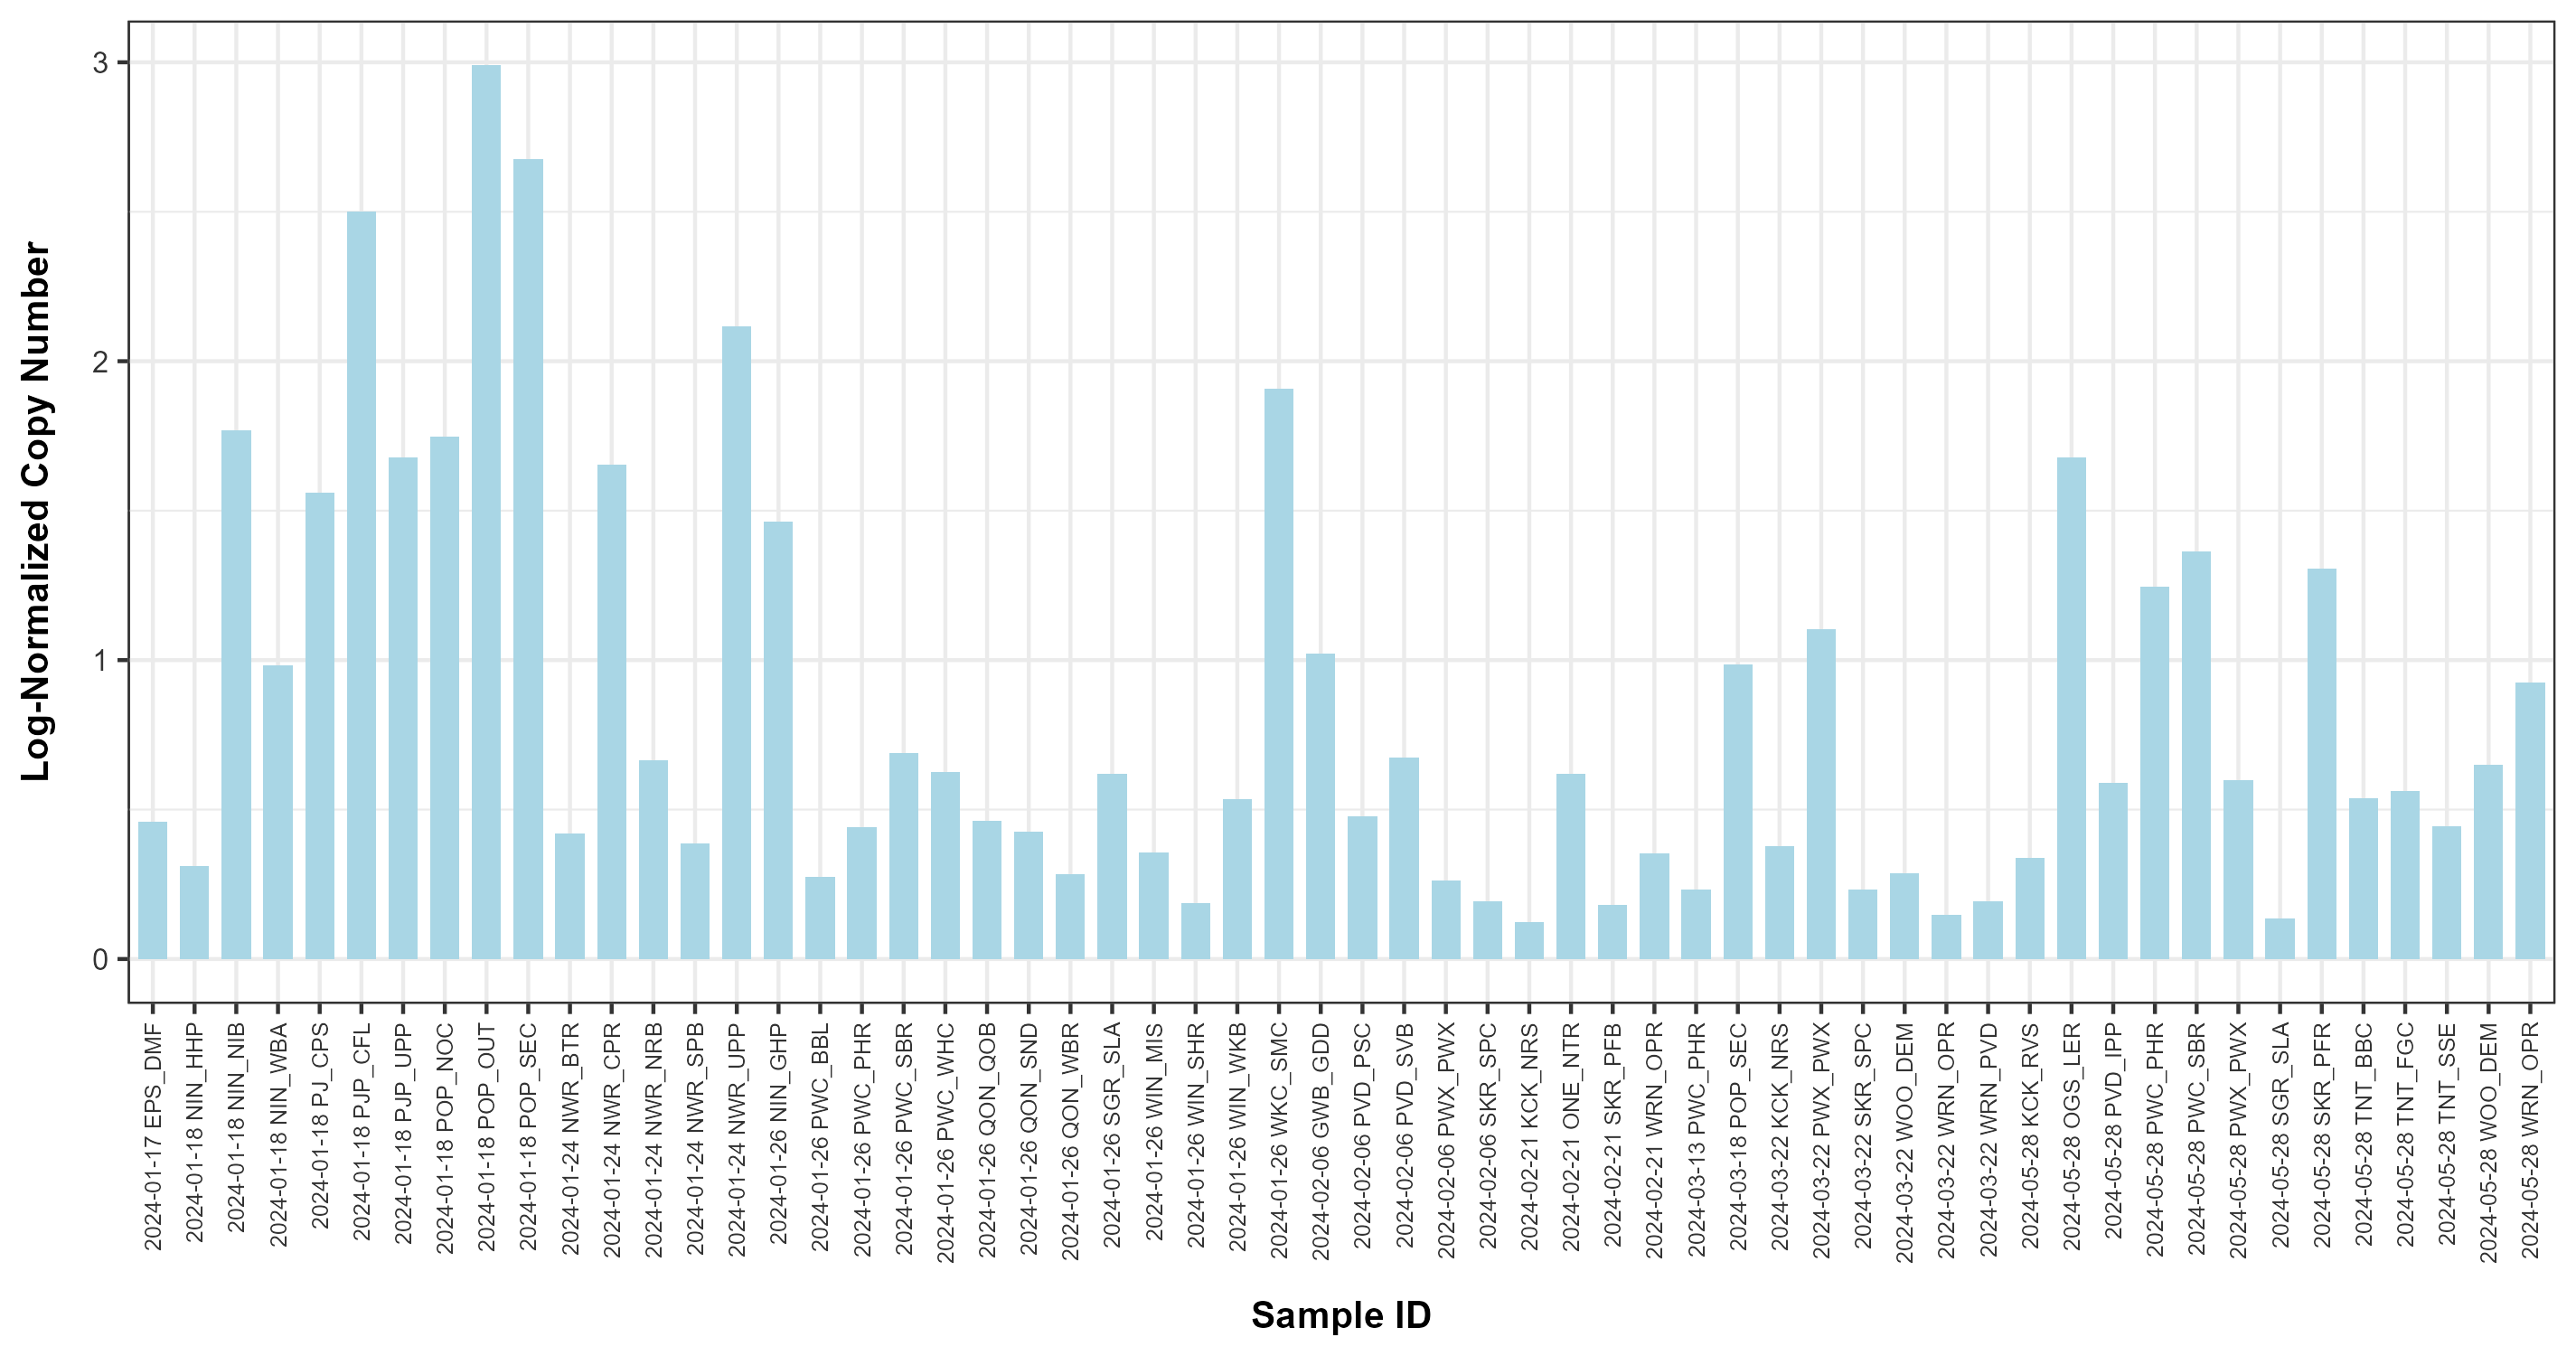 Log-Normalized Copy Number
3
2
1
0
2024-01-17 EPS_DMF
2024-01-18 NIN_HHP
2024-01-18 NIN_NIB
2024-01-18 NIN_WBA
2024-01-18 PJ_CPS
2024-01-18 PJP_CFL
2024-01-18 PJP_UPP
2024-01-18 POP_NOC
2024-01-18 POP_OUT
2024-01-18 POP_SEC
2024-01-24 NWR_BTR
2024-01-24 NWR_CPR
2024-01-24 NWR_NRB
2024-01-24 NWR_SPB
2024-01-24 NWR_UPP
2024-01-26 NIN_GHP
2024-01-26 PWC_BBL
2024-01-26 PWC_PHR
2024-01-26 PWC_SBR
2024-01-26 PWC_WHC
2024-01-26 QON_QOB
2024-01-26 QON_SND
2024-01-26 QON_WBR
2024-01-26 SGR_SLA
2024-01-26 WIN_MIS
2024-01-26 WIN_SHR
2024-01-26 WIN_WKB
2024-01-26 WKC_SMC
2024-02-06 GWB_GDD
2024-02-06 PVD_PSC
2024-02-06 PVD_SVB
2024-02-06 PWX_PWX
2024-02-06 SKR_SPC
2024-02-21 KCK_NRS
2024-02-21 ONE_NTR
2024-02-21 SKR_PFB
2024-02-21 WRN_OPR
2024-03-13 PWC_PHR
2024-03-18 POP_SEC
2024-03-22 KCK_NRS
2024-03-22 PWX_PWX
2024-03-22 SKR_SPC
2024-03-22 WOO_DEM
2024-03-22 WRN_OPR
2024-03-22 WRN_PVD
2024-05-28 KCK_RVS
2024-05-28 OGS_LER
2024-05-28 PVD_IPP
2024-05-28 PWC_PHR
2024-05-28 PWC_SBR
2024-05-28 PWX_PWX
2024-05-28 SGR_SLA
2024-05-28 SKR_PFR
2024-05-28 TNT_BBC
2024-05-28 TNT_FGC
2024-05-28 TNT_SSE
2024-05-28 WOO_DEM
2024-05-28 WRN_OPR
Sample ID